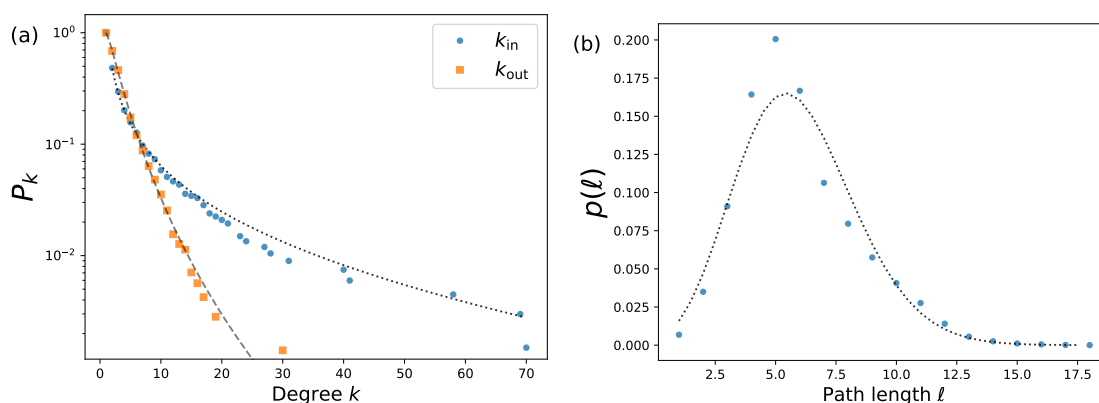 (a)
10⁰
10⁻¹
10⁻²
P_k
k_in
k_out
0 10 20 30 40 50 60 70
Degree k
(b)
0.200
0.175
0.150
0.125
0.100
0.075
0.050
0.025
0.000
p(ℓ)
2.5 5.0 7.5 10.0 12.5 15.0 17.5
Path length ℓ